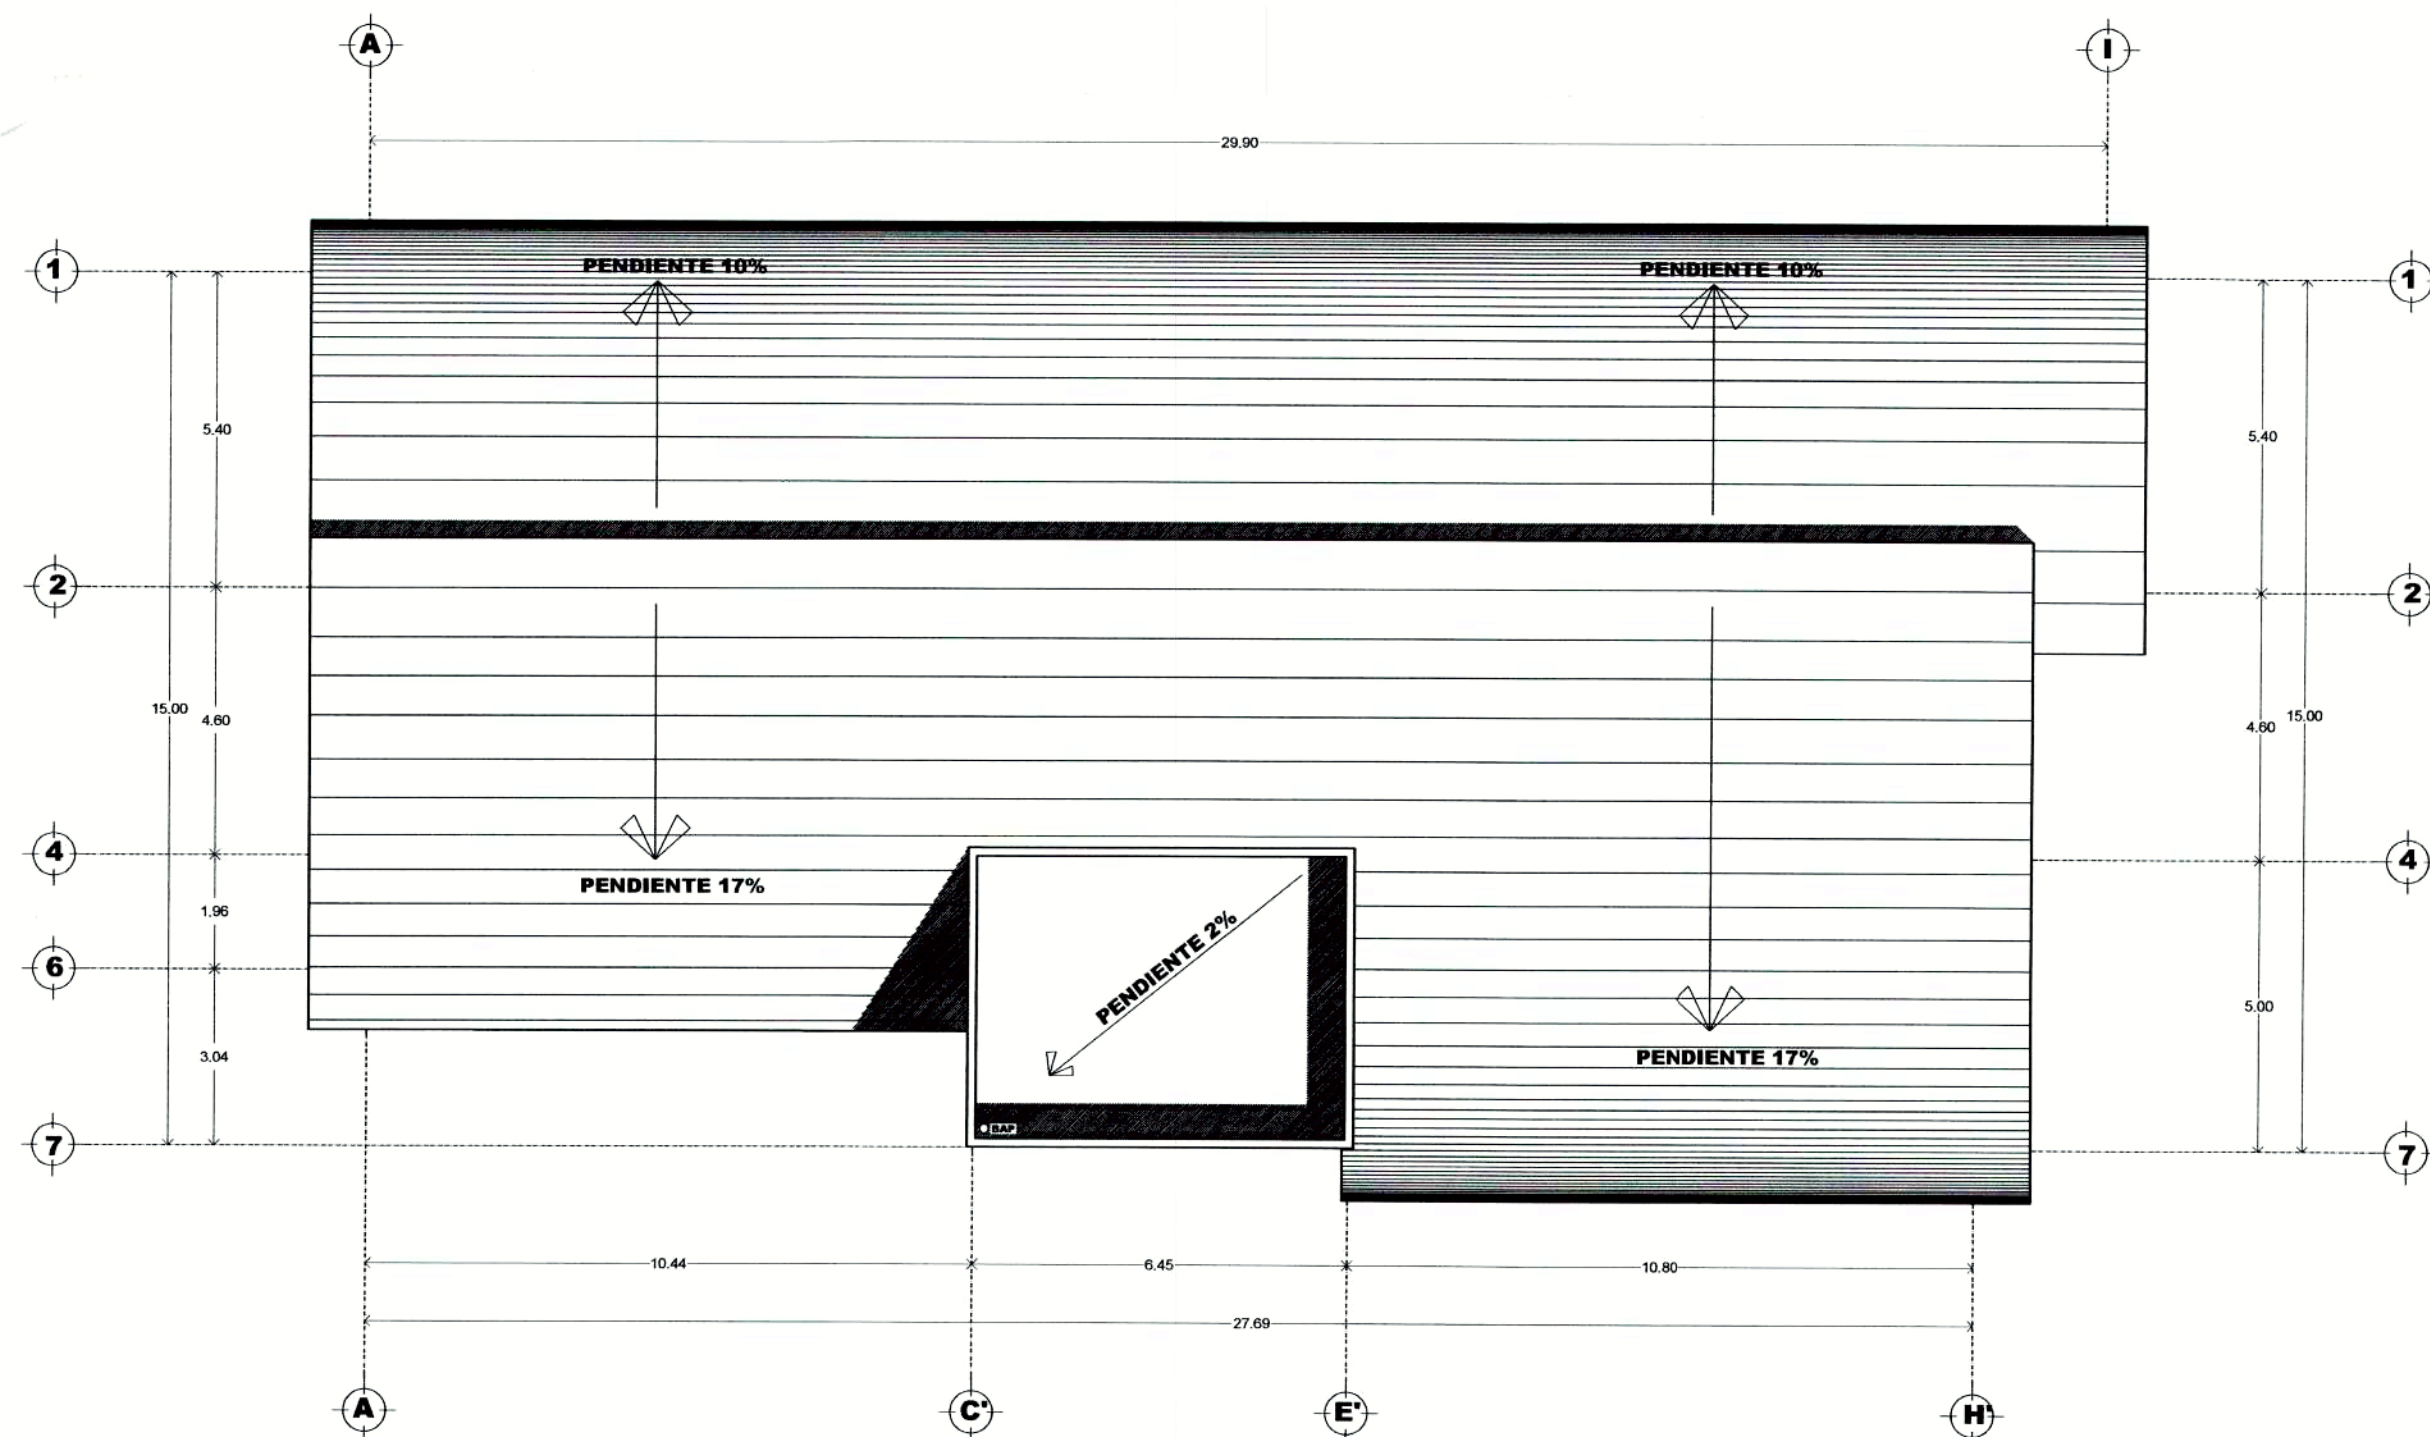 A
I
29.90
1
PENDIENTE 10%
PENDIENTE 10%
1
5.40
5.40
2
2
15.00
4.60
4.60
15.00
4
4
PENDIENTE 17%
1.96
PENDIENTE 2%
6
5.00
3.04
PENDIENTE 17%
BAP
7
7
10.44
6.45
10.80
27.69
A
C'
E'
H'